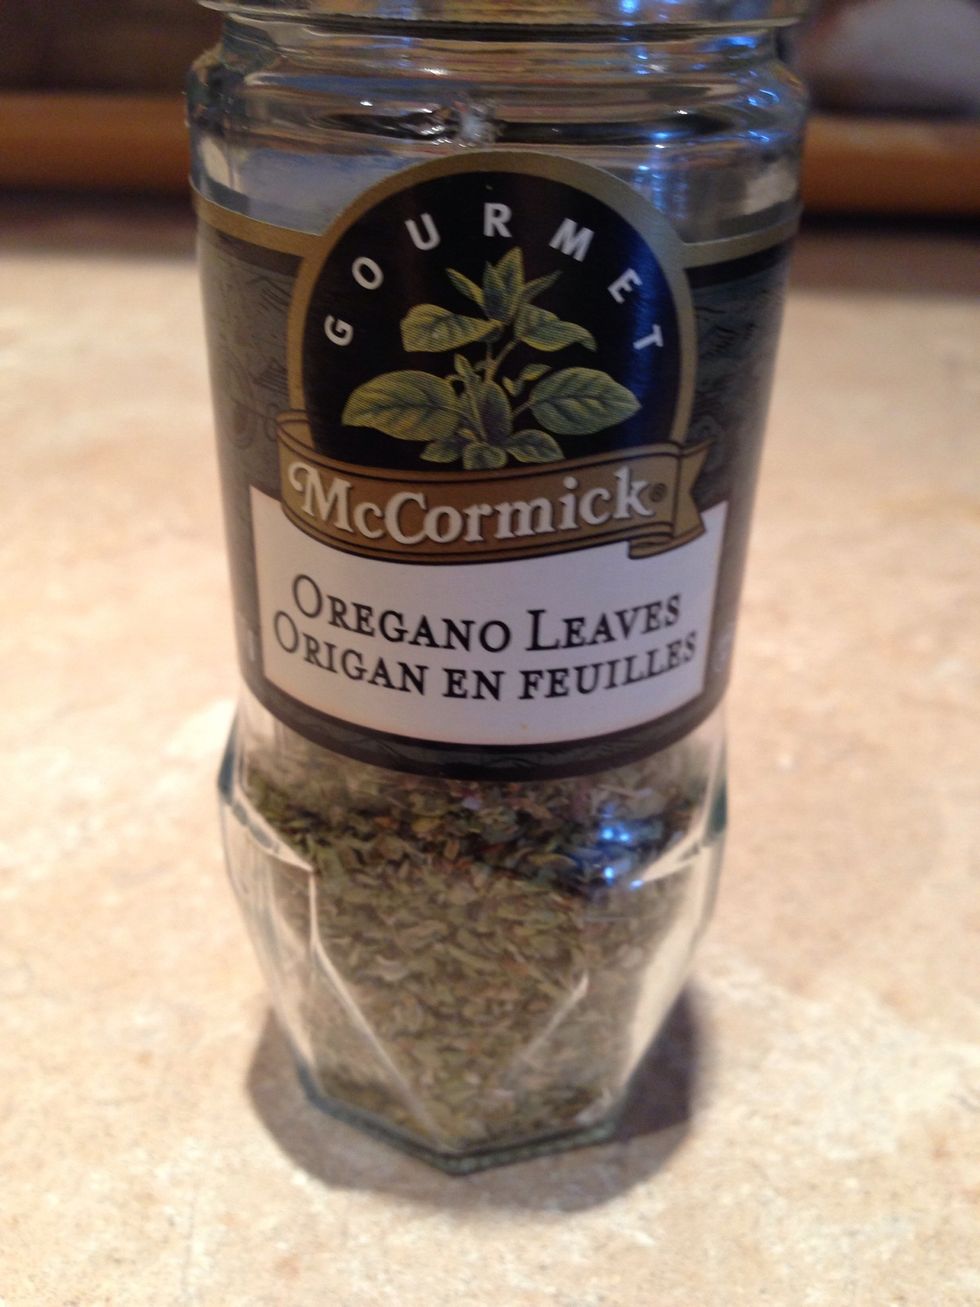 GOURMET
McCormick®
OREGANO LEAVES
ORIGAN EN FEUILLES